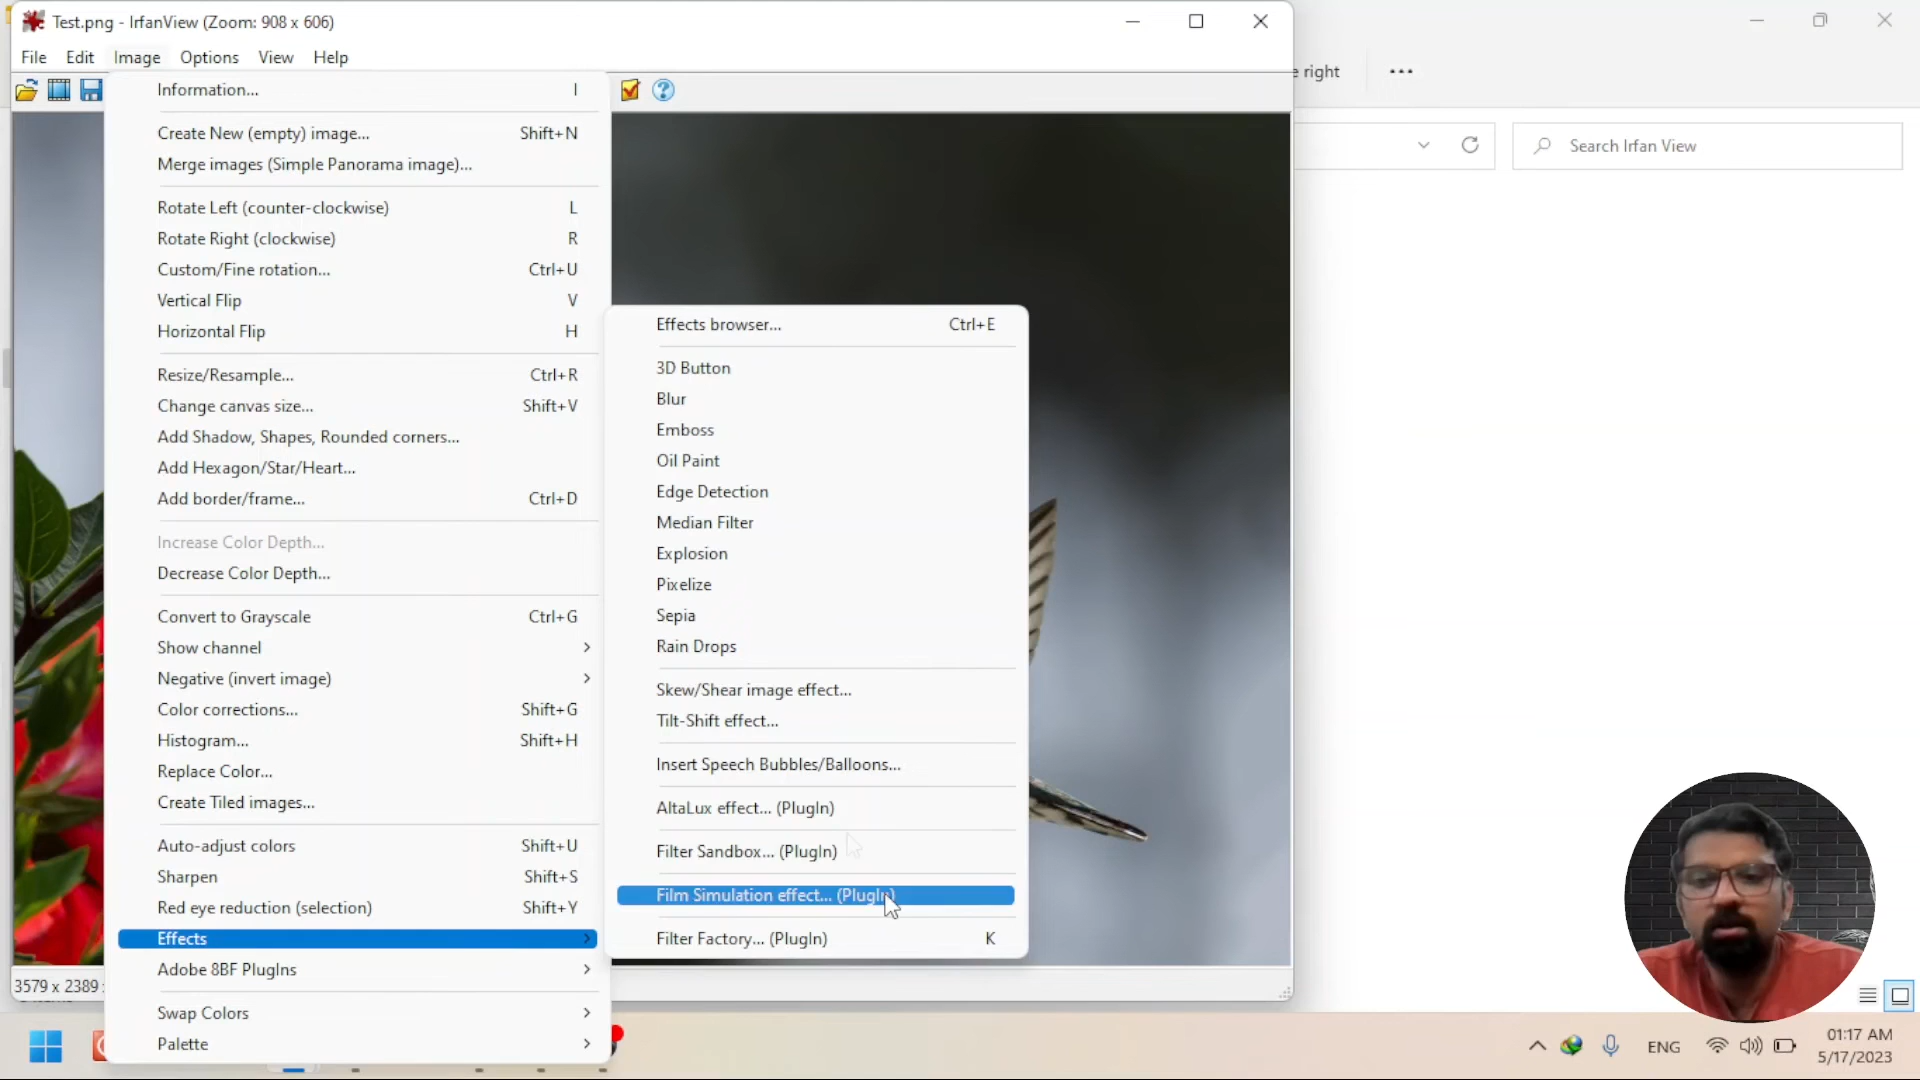 Test.png - IrfanView (Zoom: 908 x 606)
File Edit Image Options View Help
e right
Search Irfan View
Information... I
Create New (empty) image... Shift+N
Merge images (Simple Panorama image)...
Rotate Left (counter-clockwise) L
Rotate Right (clockwise) R
Custom/Fine rotation... Ctrl+U
Vertical Flip V
Horizontal Flip H
Resize/Resample... Ctrl+R
Change canvas size... Shift+V
Add Shadow, Shapes, Rounded corners...
Add Hexagon/Star/Heart...
Add border/frame... Ctrl+D
Increase Color Depth...
Decrease Color Depth...
Convert to Grayscale Ctrl+G
Show channel
Negative (invert image)
Color corrections... Shift+G
Histogram... Shift+H
Replace Color...
Create Tiled images...
Auto-adjust colors Shift+U
Sharpen Shift+S
Red eye reduction (selection) Shift+Y
Effects
Adobe 8BF PlugIns
Swap Colors
Palette
Effects browser... Ctrl+E
3D Button
Blur
Emboss
Oil Paint
Edge Detection
Median Filter
Explosion
Pixelize
Sepia
Rain Drops
Skew/Shear image effect...
Tilt-Shift effect...
Insert Speech Bubbles/Balloons...
AltaLux effect... (PlugIn)
Filter Sandbox... (PlugIn)
Film Simulation effect... (PlugIn)
Filter Factory... (PlugIn) K
3579 x 2389
ENG
01:17 AM
5/17/2023